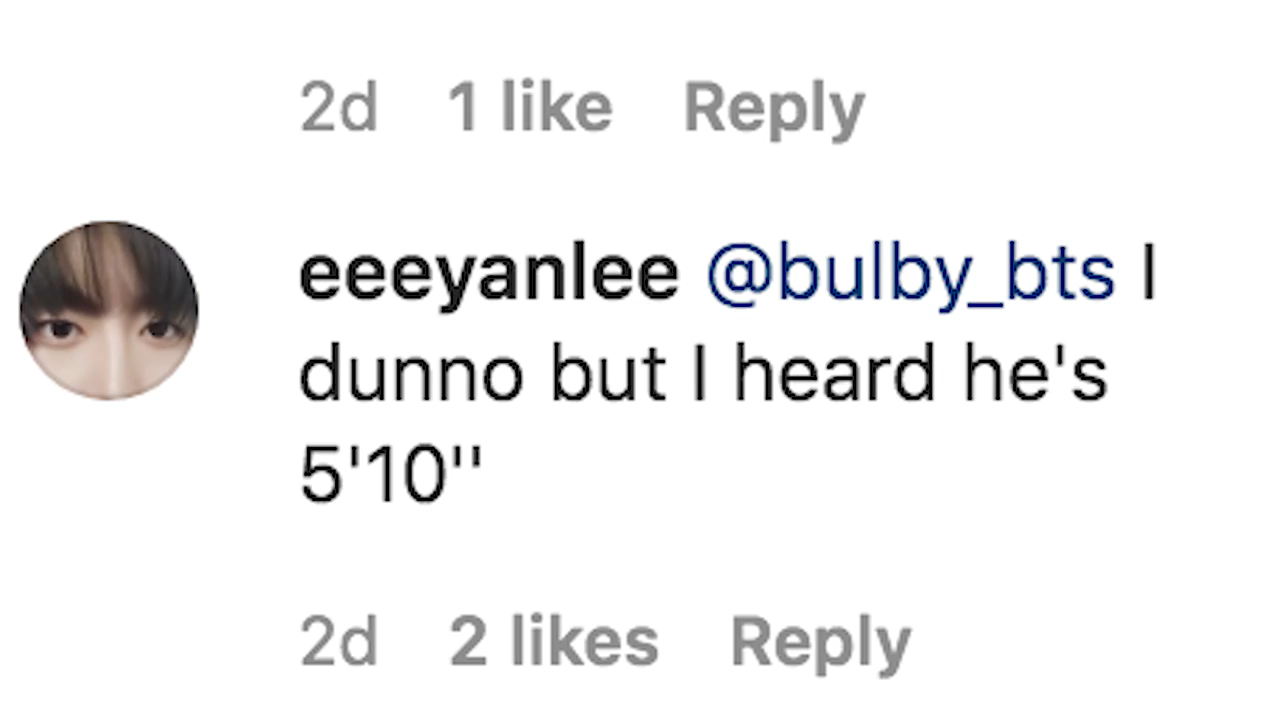 2d 1 like Reply
eeeyanlee @bulby_bts I
dunno but I heard he's
5'10''
2d 2 likes Reply